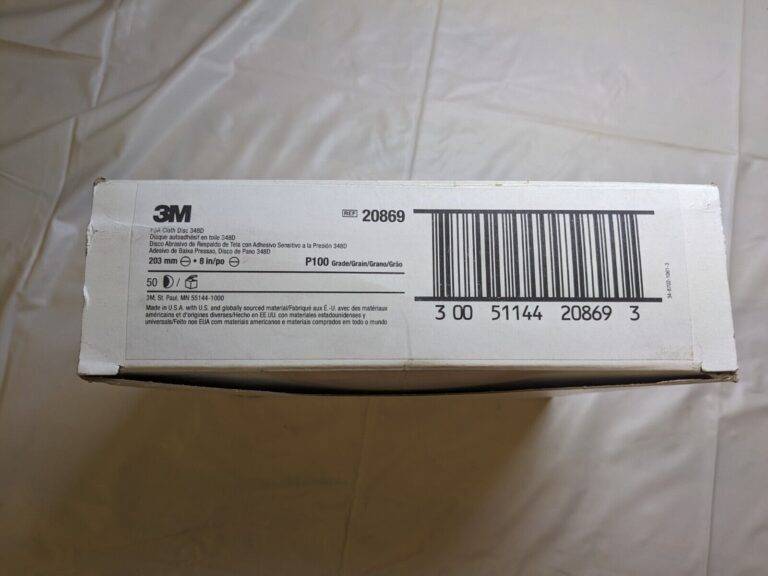 3M
REF 20869
PSA Cloth Disc 348D
Disque autoadhésif en toile 348D
Disco Abrasivo de Respaldo de Tela con Adhesivo Sensitivo a la Presión 348D
Adesivo de Baixa Pressao, Disco de Pano 348D
203 mm • 8 in/po
P100 Grade/Grain/Grano/Grão
50 /
3M, St. Paul, MN 55144-1000
Made in U.S.A. with U.S. and globally sourced material/Fabriqué aux É.-U. avec des matériaux
américains et d'origines diverses/Hecho en EE.UU. con materiales estadounidenses y
universals/Feito noe EUA com materiais americanos e materiais comprados em todo o mundo
3 00 51144 20869 3